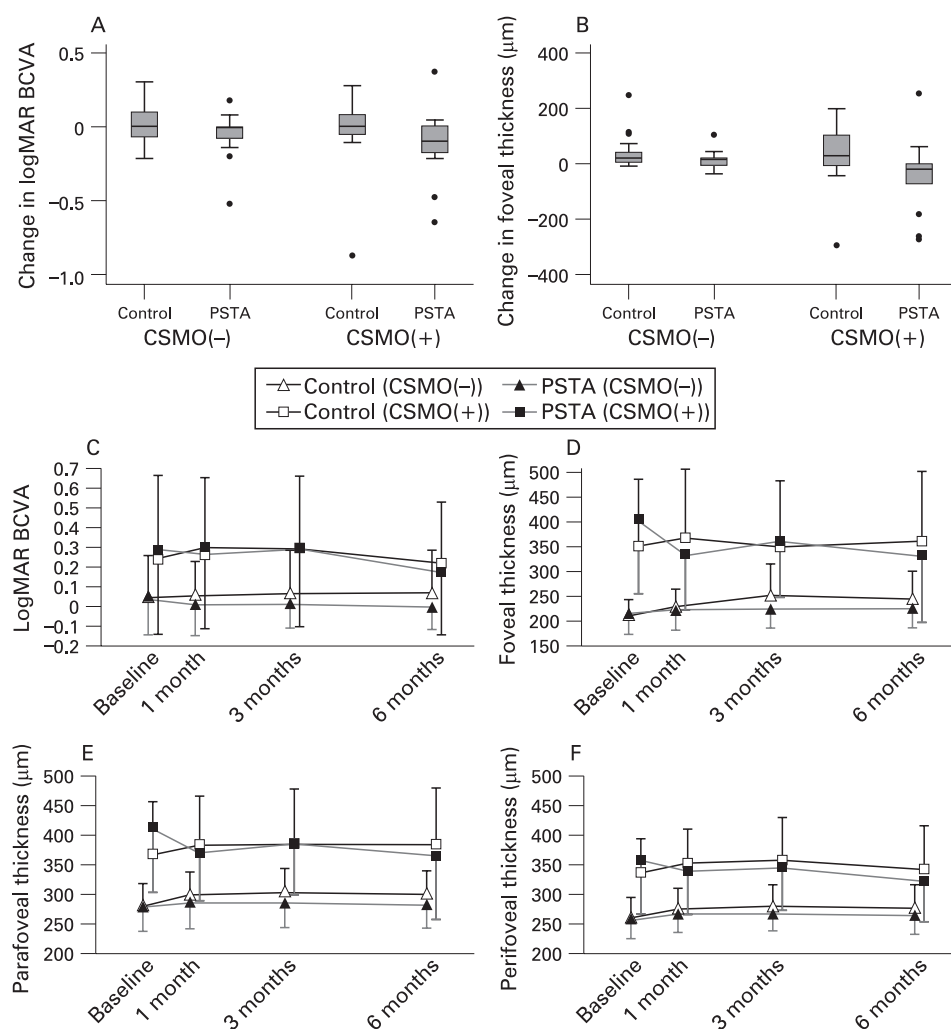 A
Change in logMAR BCVA
0.5
0
−0.5
−1.0
Control
PSTA
Control
PSTA
CSMO(−)
CSMO(+)
B
Change in foveal thickness (μm)
400
200
0
−200
−400
Control
PSTA
Control
PSTA
CSMO(−)
CSMO(+)
Control (CSMO(−))
PSTA (CSMO(−))
Control (CSMO(+))
PSTA (CSMO(+))
C
LogMAR BCVA
0.7
0.6
0.5
0.4
0.3
0.2
0.1
0
−0.1
−0.2
Baseline
1 month
3 months
6 months
D
Foveal thickness (μm)
500
450
400
350
300
250
200
150
Baseline
1 month
3 months
6 months
E
Parafoveal thickness (μm)
500
450
400
350
300
250
200
Baseline
1 month
3 months
6 months
F
Perifoveal thickness (μm)
500
450
400
350
300
250
200
Baseline
1 month
3 months
6 months